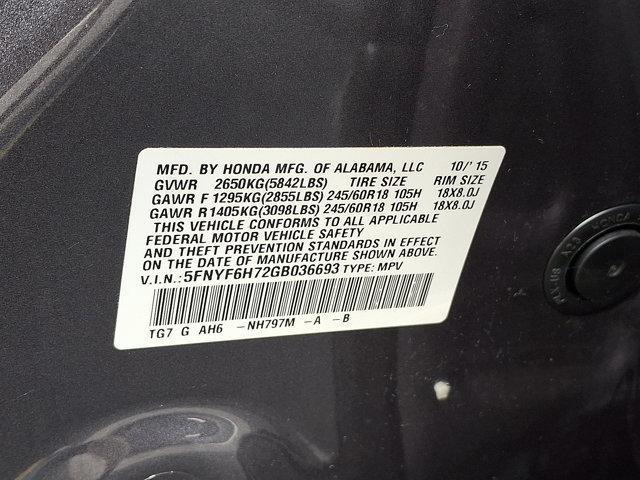 MFD. BY HONDA MFG. OF ALABAMA, LLC 10/'15
GVWR 2650KG(5842LBS) TIRE SIZE RIM SIZE
GAWR F 1295KG(2855LBS) 245/60R18 105H 18X8.0J
GAWR R 1405KG(3098LBS) 245/60R18 105H 18X8.0J
THIS VEHICLE CONFORMS TO ALL APPLICABLE
FEDERAL MOTOR VEHICLE SAFETY
AND THEFT PREVENTION STANDARDS IN EFFECT
ON THE DATE OF MANUFACTURE SHOWN ABOVE.
V.I.N.: 5FNYF6H72GB036693 TYPE: MPV
TG7 G AH6 -NH797M -A -B